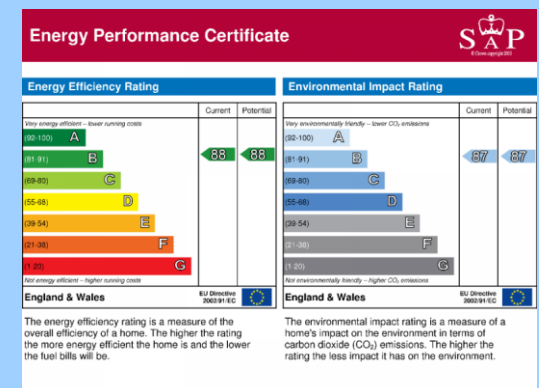 Energy Performance Certificate
SAP
© Crown copyright 2003
Energy Efficiency Rating
Current Potential
Very energy efficient – lower running costs
(92-100) A
(81-91) B 88 88
(69-80) C
(55-68) D
(39-54) E
(21-38) F
(1-20) G
Not energy efficient – higher running costs
England & Wales
EU Directive
2002/91/EC
The energy efficiency rating is a measure of the
overall efficiency of a home. The higher the rating
the more energy efficient the home is and the lower
the fuel bills will be.
Environmental Impact Rating
Current Potential
Very environmentally friendly – lower CO₂ emissions
(92-100) A
(81-91) B 87 87
(69-80) C
(55-68) D
(39-54) E
(21-38) F
(1-20) G
Not environmentally friendly – higher CO₂ emissions
England & Wales
EU Directive
2002/91/EC
The environmental impact rating is a measure of a
home's impact on the environment in terms of
carbon dioxide (CO₂) emissions. The higher the
rating the less impact it has on the environment.